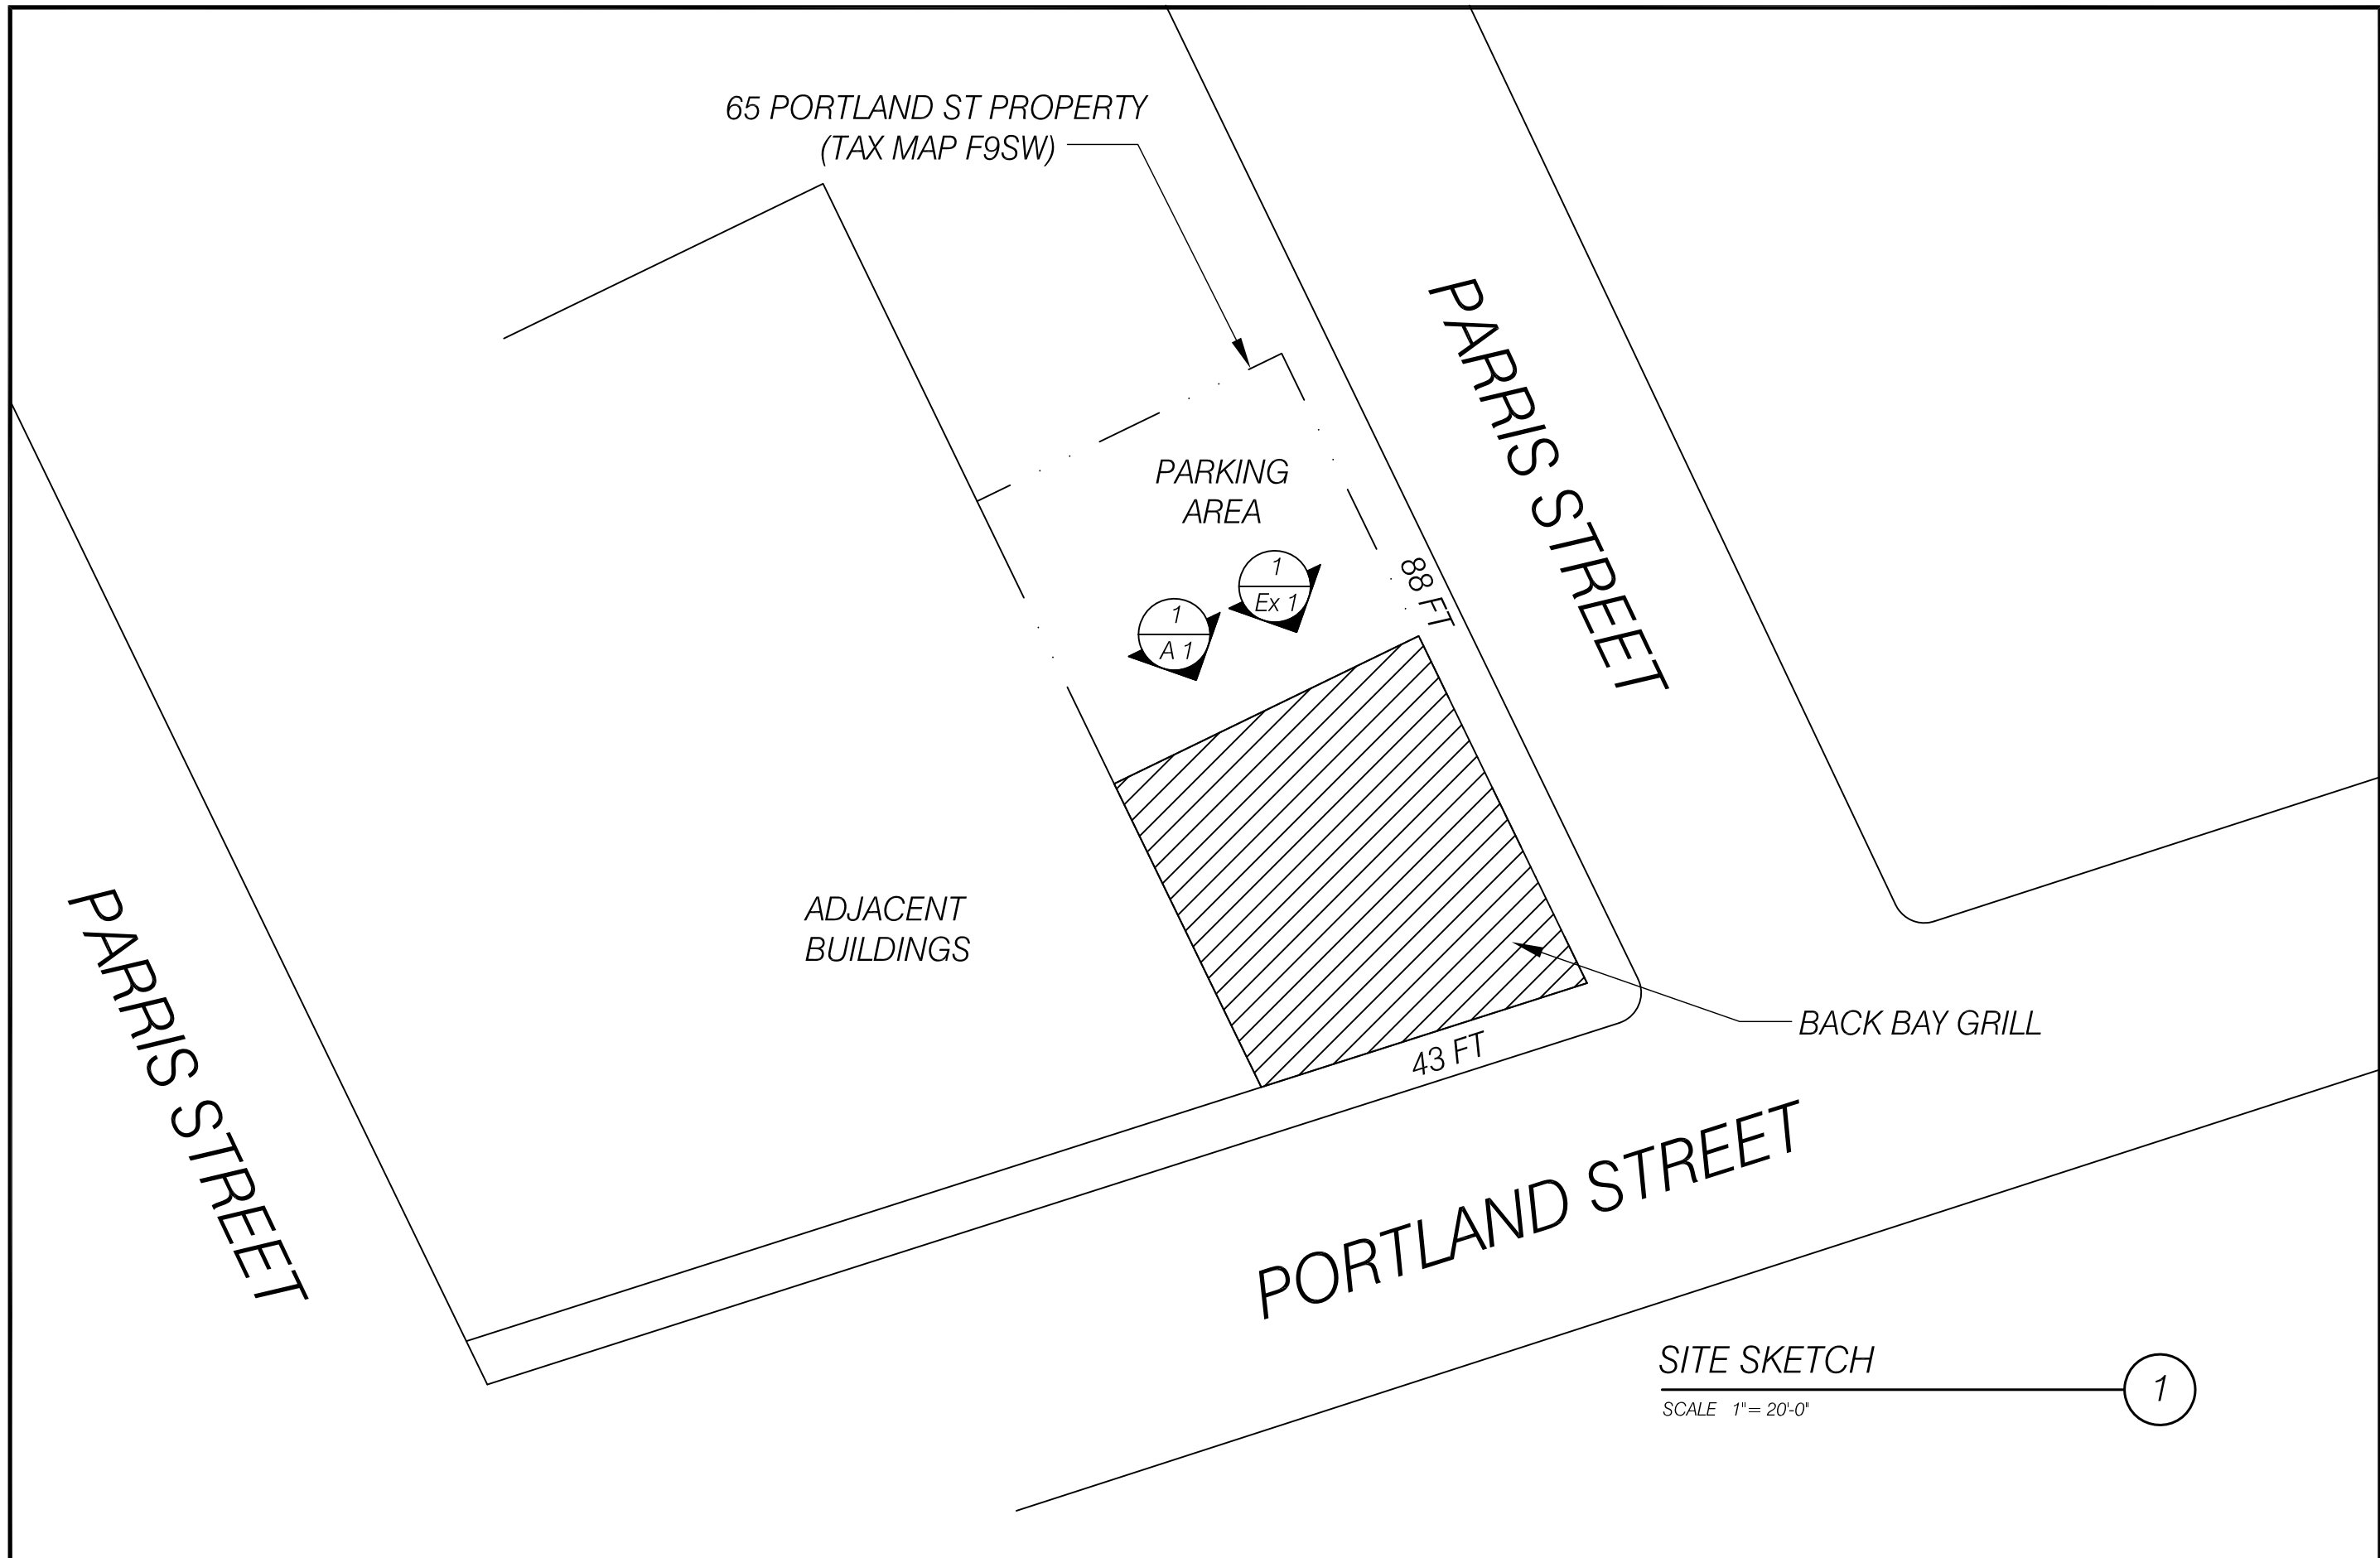 65 PORTLAND ST PROPERTY
(TAX MAP F9SW)
PARRIS STREET
PARKING
AREA
88 FT
1
Ex 1
1
A 1
ADJACENT
BUILDINGS
PARRIS STREET
BACK BAY GRILL
43 FT
PORTLAND STREET
SITE SKETCH
1
SCALE 1"= 20'-0"